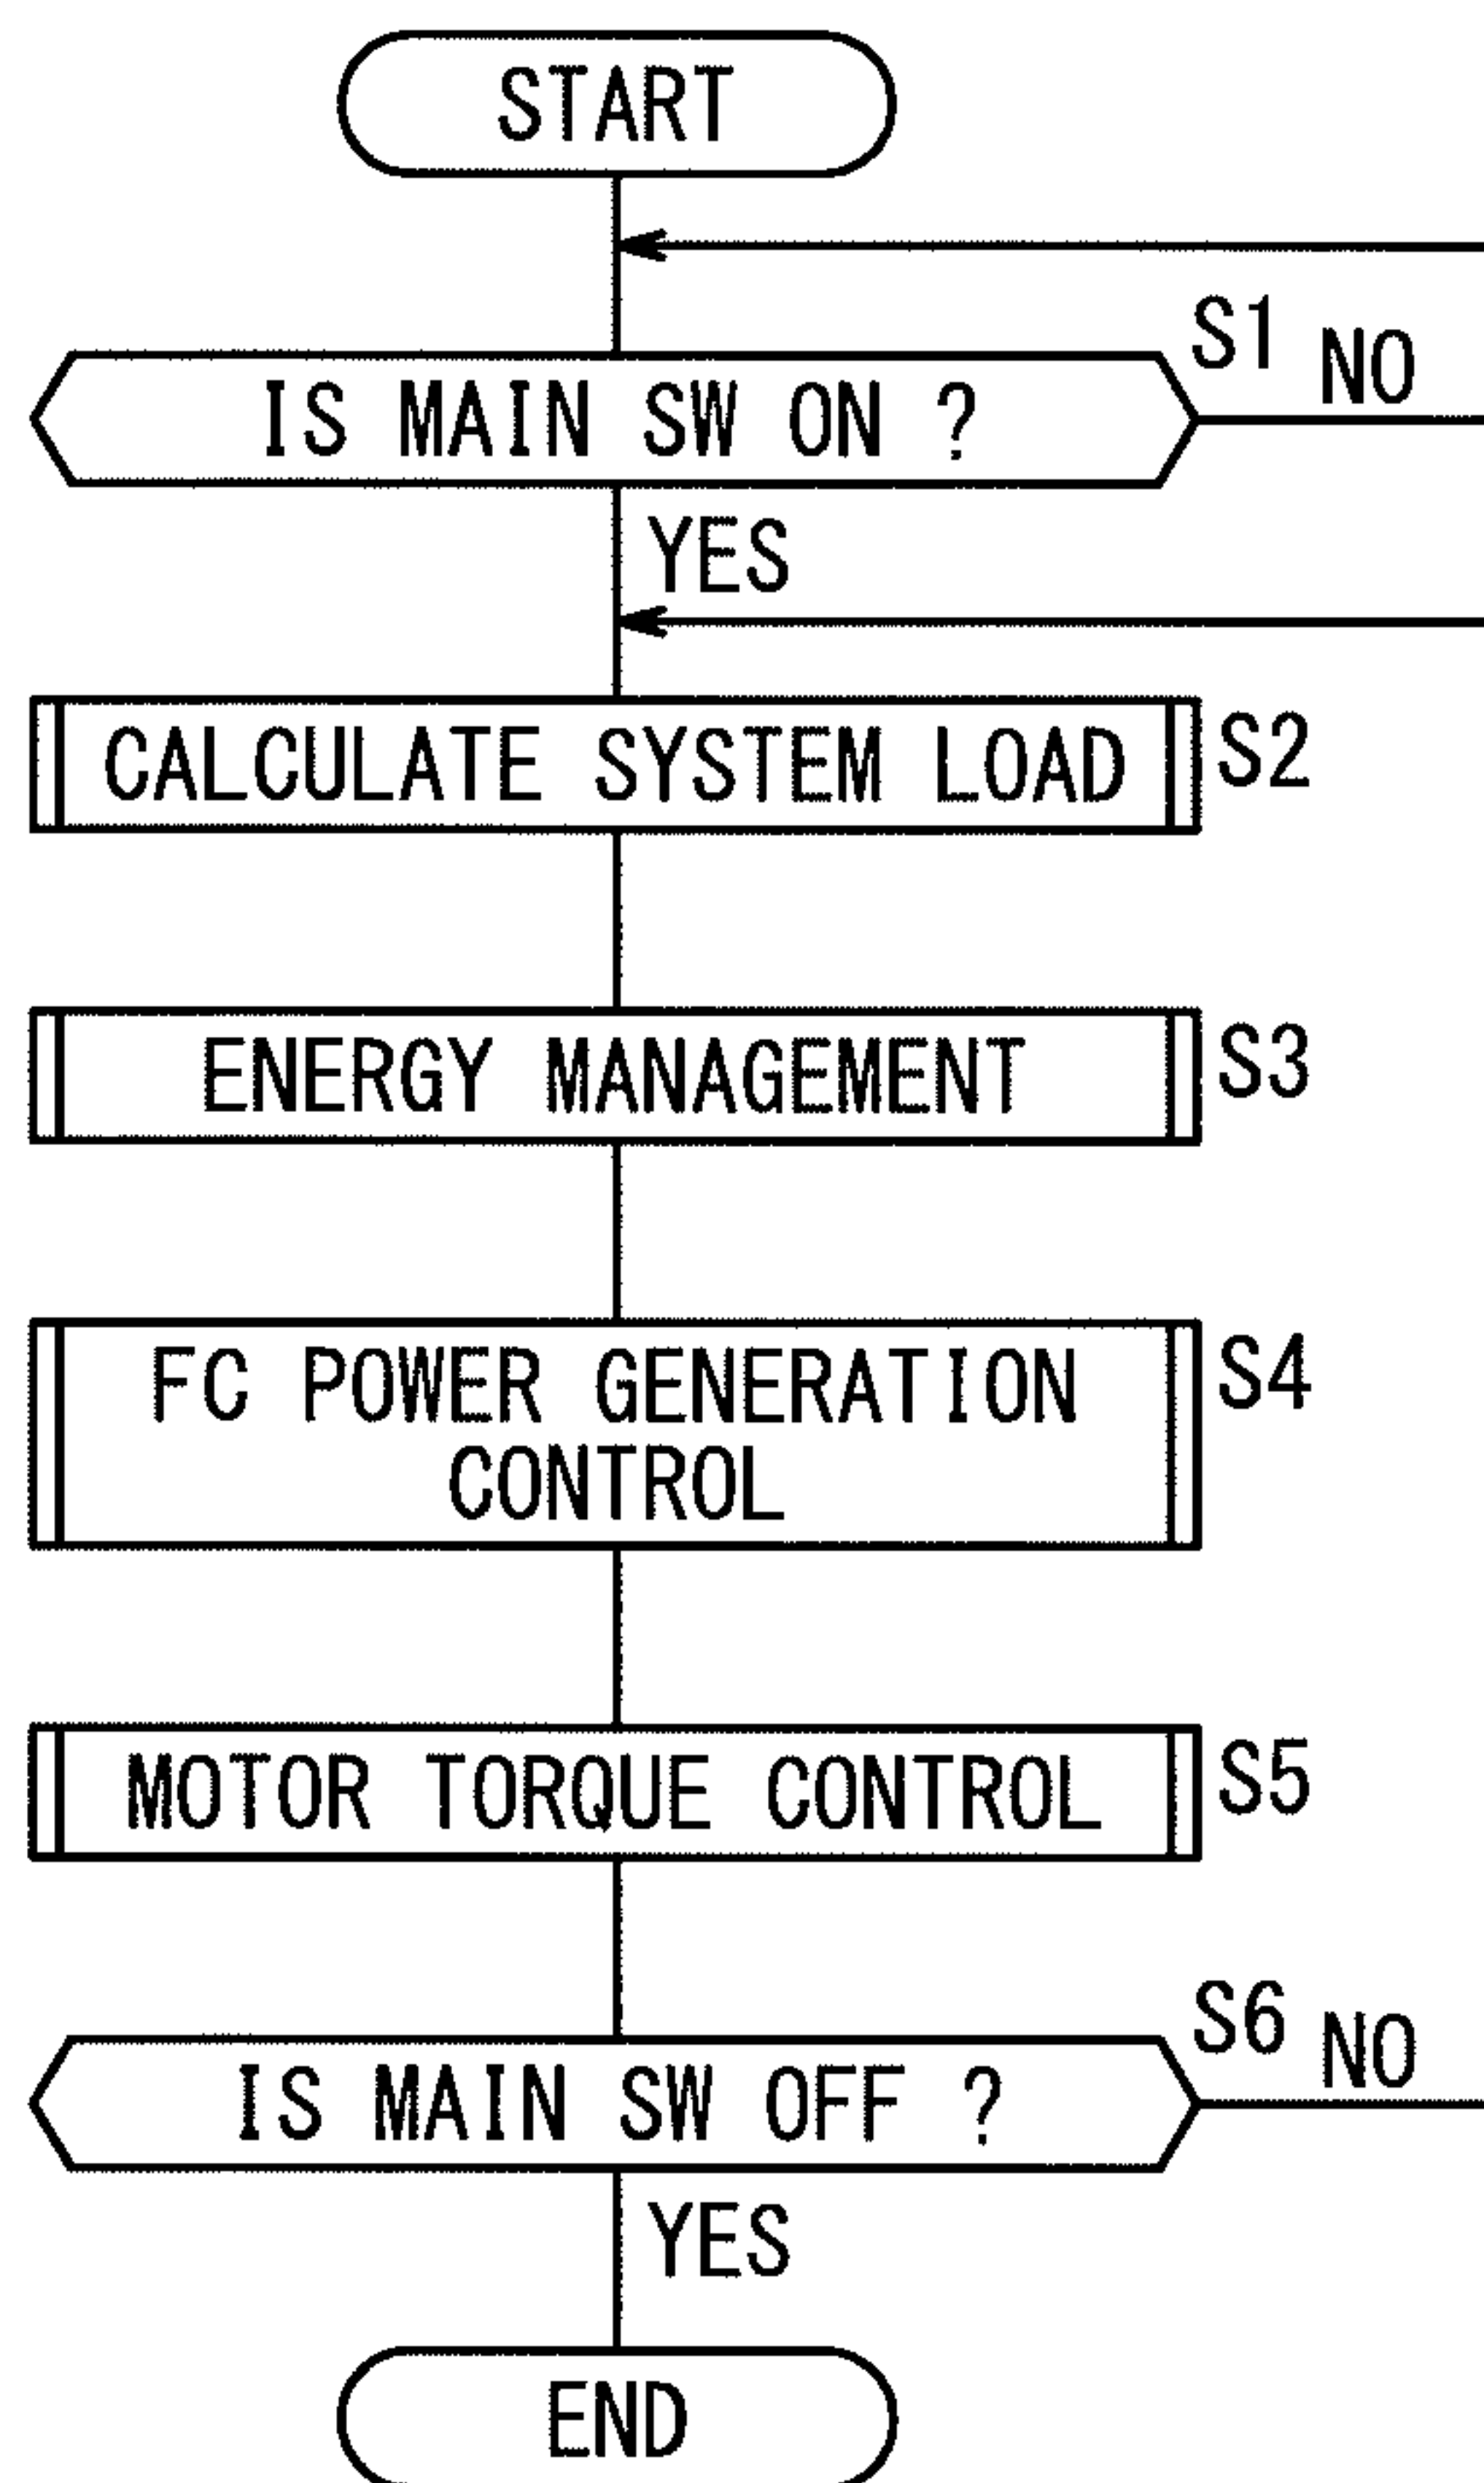 START
S1 NO
IS MAIN SW ON ?
YES
CALCULATE SYSTEM LOAD S2
ENERGY MANAGEMENT S3
FC POWER GENERATION S4
CONTROL
MOTOR TORQUE CONTROL S5
S6 NO
IS MAIN SW OFF ?
YES
END